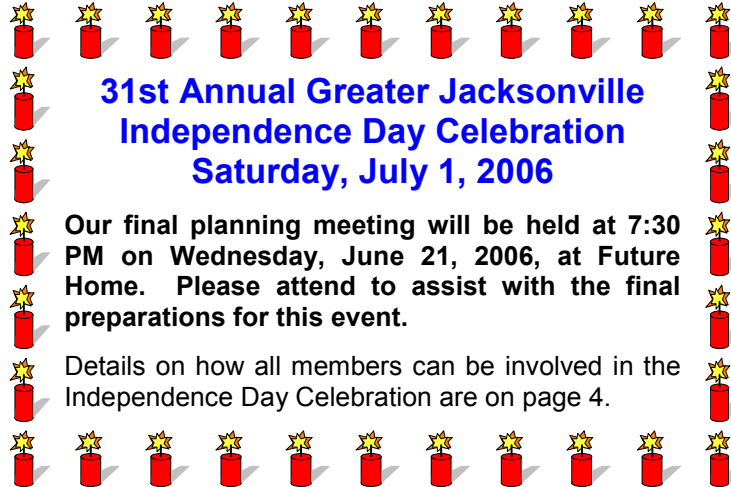 31st Annual Greater Jacksonville
Independence Day Celebration
Saturday, July 1, 2006
Our final planning meeting will be held at 7:30
PM on Wednesday, June 21, 2006, at Future
Home. Please attend to assist with the final
preparations for this event.
Details on how all members can be involved in the
Independence Day Celebration are on page 4.